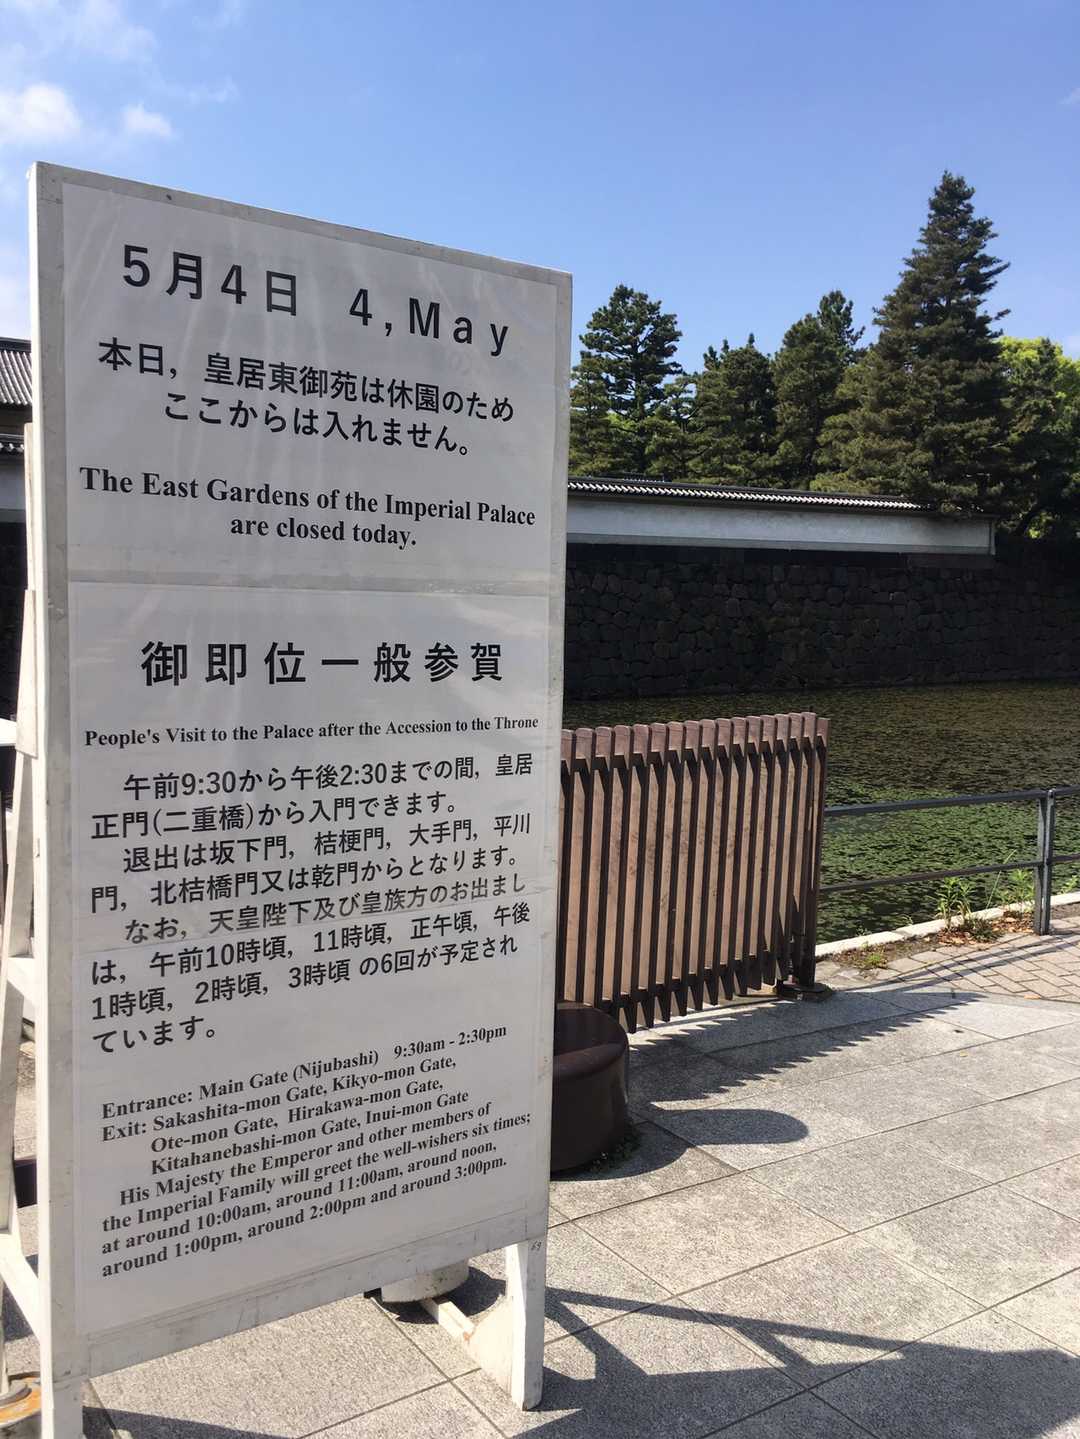 5月4日 4,May
本日，皇居東御苑は休園のため
ここからは入れません。
The East Gardens of the Imperial Palace
are closed today.
御即位一般参賀
People's Visit to the Palace after the Accession to the Throne
午前9:30から午後2:30までの間，皇居
正門(二重橋)から入門できます。
退出は坂下門，桔梗門，大手門，平川
門，北桔橋門又は乾門からとなります。
なお，天皇陛下及び皇族方のお出まし
は，午前10時頃，11時頃，正午頃，午後
1時頃，2時頃，3時頃 の6回が予定され
ています。
Entrance: Main Gate (Nijubashi) 9:30am - 2:30pm
Exit: Sakashita-mon Gate, Kikyo-mon Gate,
Ote-mon Gate, Hirakawa-mon Gate,
Kitahanebashi-mon Gate, Inui-mon Gate
His Majesty the Emperor and other members of
the Imperial Family will greet the well-wishers six times;
at around 10:00am, around 11:00am, around noon,
around 1:00pm, around 2:00pm and around 3:00pm.